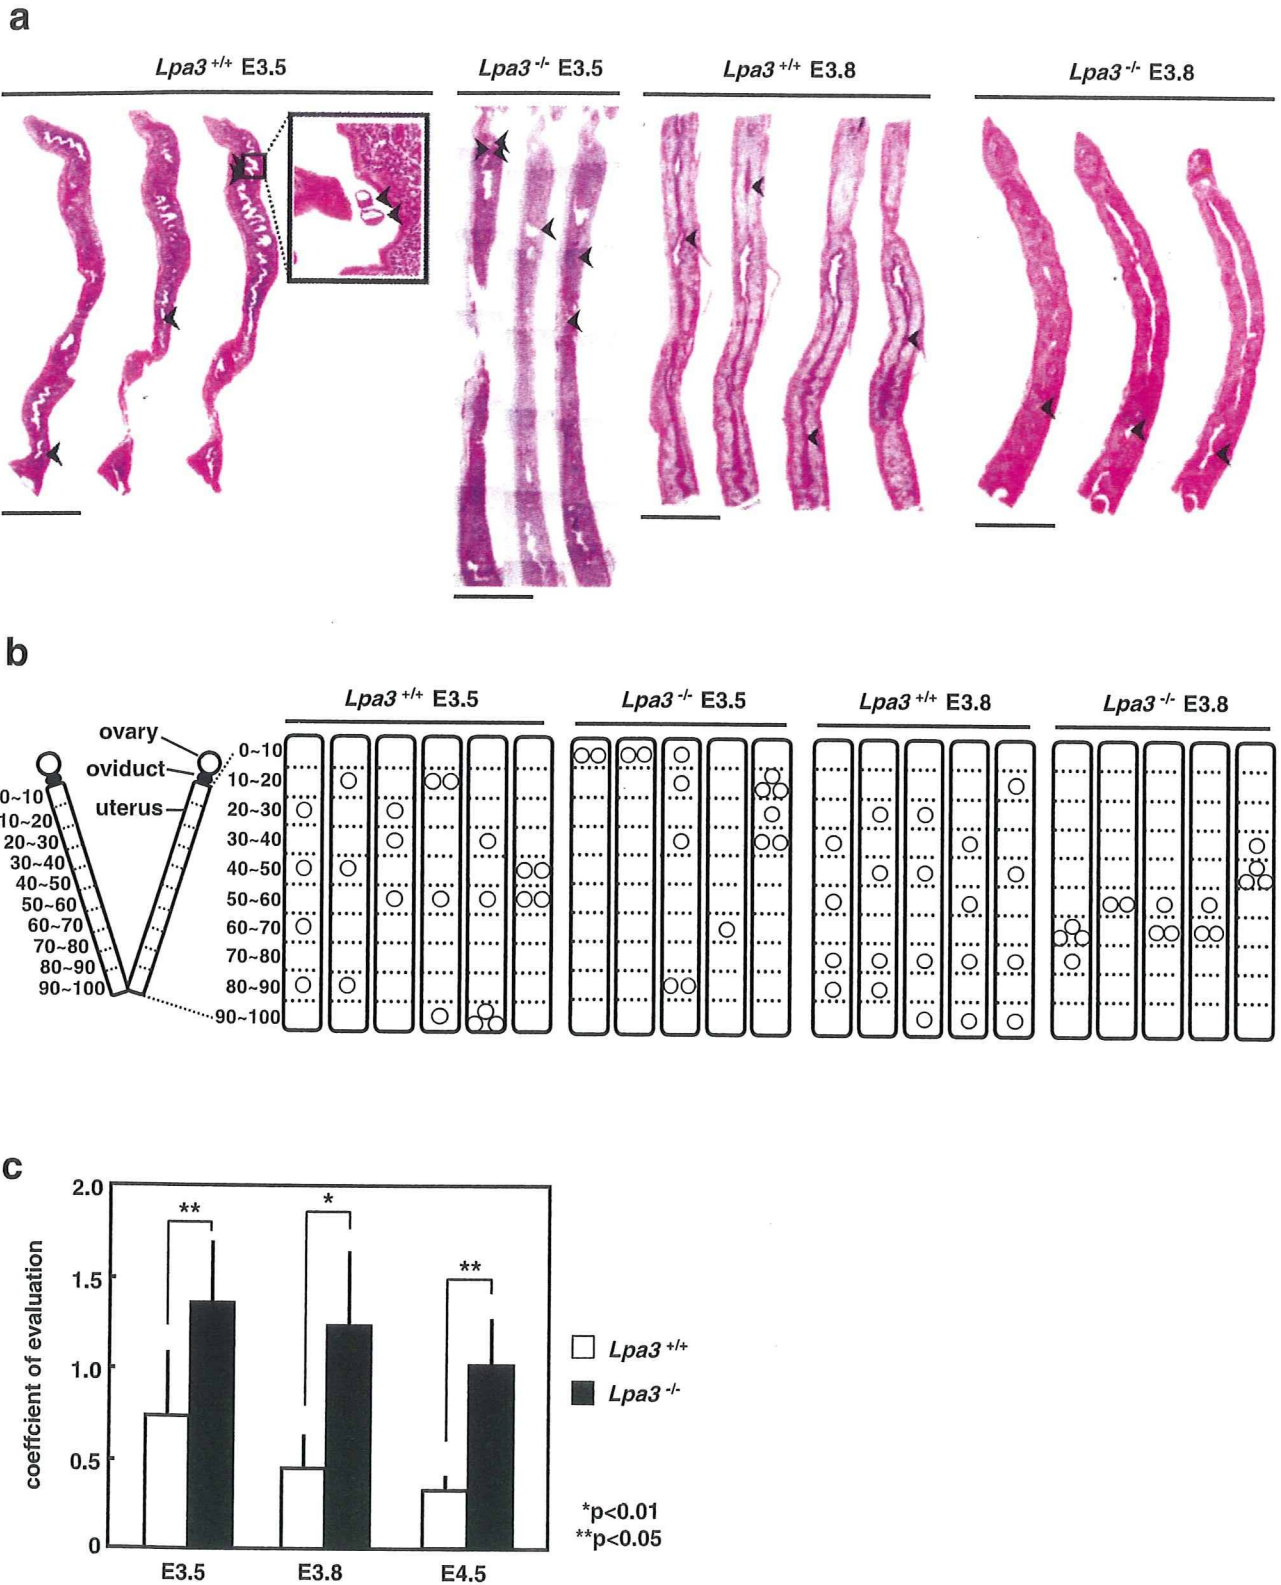 a
Lpa3 +/+ E3.5
Lpa3 -/- E3.5
Lpa3 +/+ E3.8
Lpa3 -/- E3.8
b
Lpa3 +/+ E3.5
Lpa3 -/- E3.5
Lpa3 +/+ E3.8
Lpa3 -/- E3.8
ovary
oviduct
uterus
0~10
10~20
20~30
30~40
40~50
50~60
60~70
70~80
80~90
90~100
0~10
10~20
20~30
30~40
40~50
50~60
60~70
70~80
80~90
90~100
c
coeffcient of evaluation
2.0
1.5
1.0
0.5
0
**
*
**
E3.5
E3.8
E4.5
Lpa3 +/+
Lpa3 -/-
*p<0.01
**p<0.05